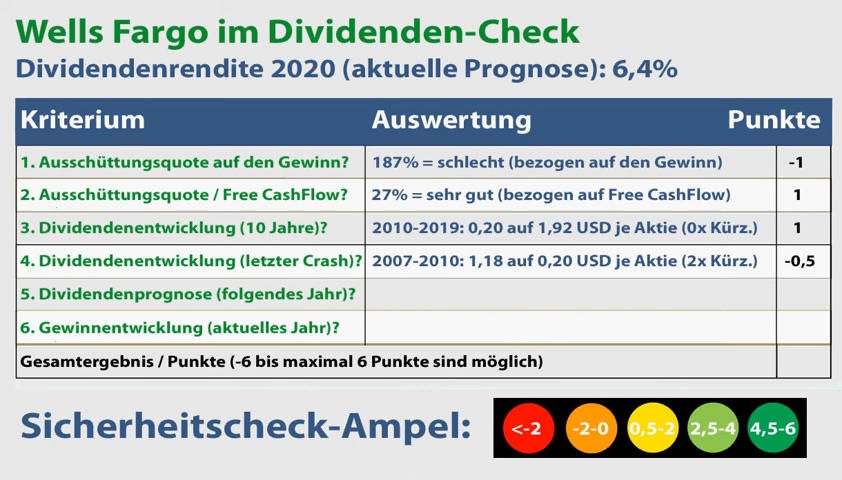 Wells Fargo im Dividenden-Check
Dividendenrendite 2020 (aktuelle Prognose): 6,4%
Kriterium Auswertung Punkte
1. Ausschüttungsquote auf den Gewinn? 187% = schlecht (bezogen auf den Gewinn) -1
2. Ausschüttungsquote / Free CashFlow? 27% = sehr gut (bezogen auf Free CashFlow) 1
3. Dividendenentwicklung (10 Jahre)? 2010-2019: 0,20 auf 1,92 USD je Aktie (0x Kürz.) 1
4. Dividendenentwicklung (letzter Crash)? 2007-2010: 1,18 auf 0,20 USD je Aktie (2x Kürz.) -0,5
5. Dividendenprognose (folgendes Jahr)?
6. Gewinnentwicklung (aktuelles Jahr)?
Gesamtergebnis / Punkte (-6 bis maximal 6 Punkte sind möglich)
Sicherheitscheck-Ampel: <-2 -2-0 0,5-2 2,5-4 4,5-6